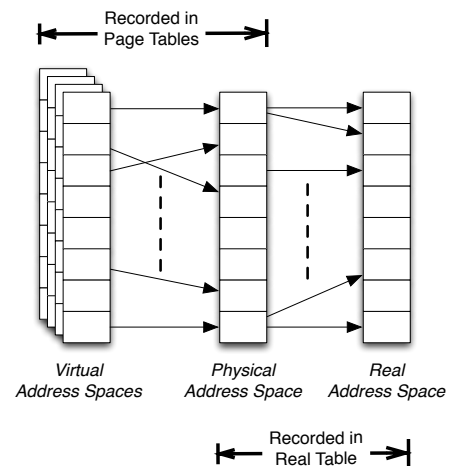 Recorded in
Page Tables
Virtual
Address Spaces
Physical
Address Space
Real
Address Space
Recorded in
Real Table